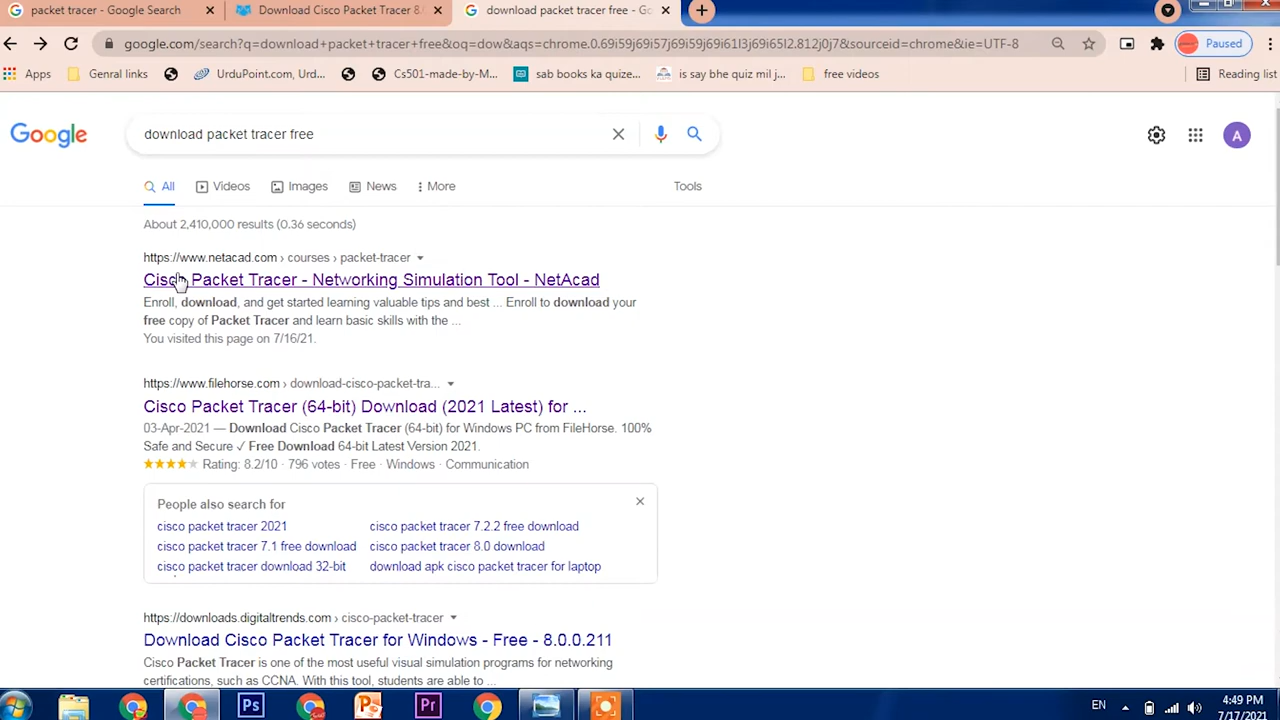 packet tracer - Google Search
Download Cisco Packet Tracer 8.
download packet tracer free - Go
google.com/search?q=download+packet+tracer+free&sq=dow&aqs=chrome.0.69i59j69i57j69i59j69i61l3j69i65l2.812j0j7&sourceid=chrome&ie=UTF-8
Paused
Apps
Genral links
UrduPoint.com, Urd...
Cs501-made-by-M...
sab books ka quize...
is say bhe quiz mil j...
free videos
Reading list
Google
download packet tracer free
A
All
Videos
Images
News
More
Tools
About 2,410,000 results (0.36 seconds)
https://www.netacad.com › courses › packet-tracer
Cisco Packet Tracer - Networking Simulation Tool - NetAcad
Enroll, download, and get started learning valuable tips and best ... Enroll to download your
free copy of Packet Tracer and learn basic skills with the ...
You visited this page on 7/16/21.
https://www.filehorse.com › download-cisco-packet-tra...
Cisco Packet Tracer (64-bit) Download (2021 Latest) for ...
03-Apr-2021 — Download Cisco Packet Tracer (64-bit) for Windows PC from FileHorse. 100%
Safe and Secure ✓ Free Download 64-bit Latest Version 2021.
Rating: 8.2/10 · 796 votes · Free · Windows · Communication
People also search for
cisco packet tracer 2021
cisco packet tracer 7.2.2 free download
cisco packet tracer 7.1 free download
cisco packet tracer 8.0 download
cisco packet tracer download 32-bit
download apk cisco packet tracer for laptop
https://downloads.digitaltrends.com › cisco-packet-tracer
Download Cisco Packet Tracer for Windows - Free - 8.0.0.211
Cisco Packet Tracer is one of the most useful visual simulation programs for networking
certifications, such as CCNA. With this tool, students are able to ...
Ps
Pr
EN
4:49 PM
7/17/2021